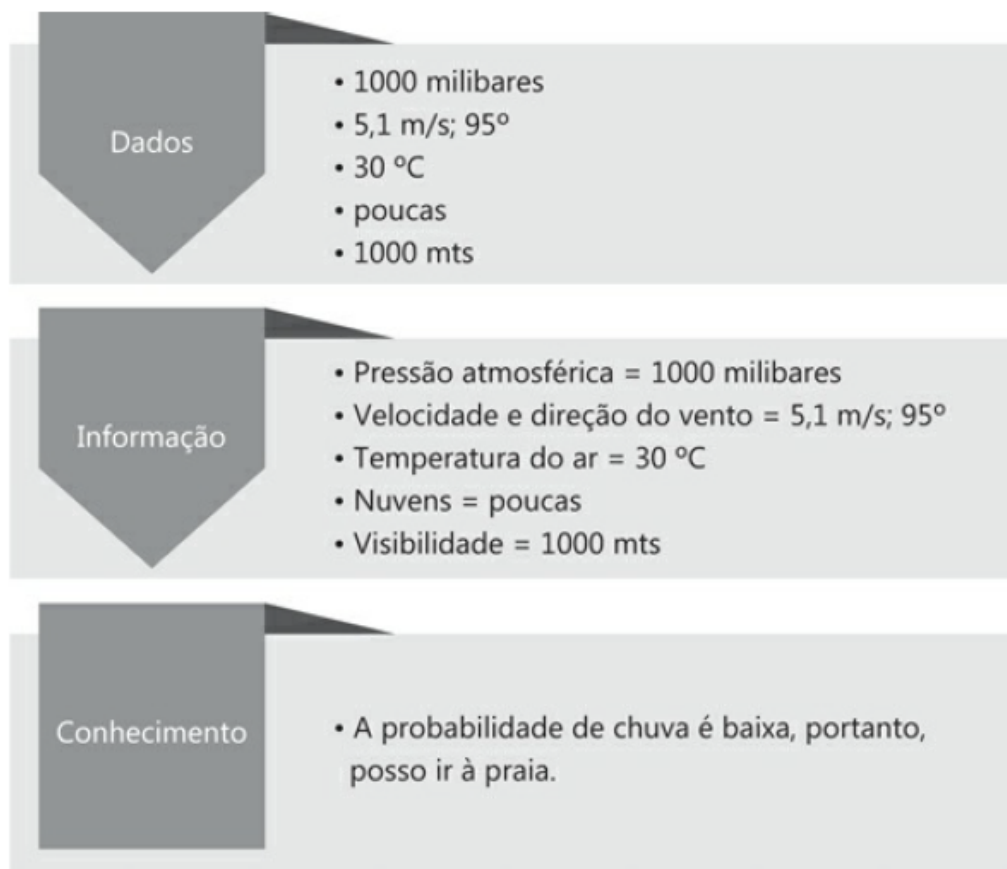 Dados
• 1000 milibares
• 5,1 m/s; 95º
• 30 ºC
• poucas
• 1000 mts
Informação
• Pressão atmosférica = 1000 milibares
• Velocidade e direção do vento = 5,1 m/s; 95º
• Temperatura do ar = 30 ºC
• Nuvens = poucas
• Visibilidade = 1000 mts
Conhecimento
• A probabilidade de chuva é baixa, portanto,
posso ir à praia.